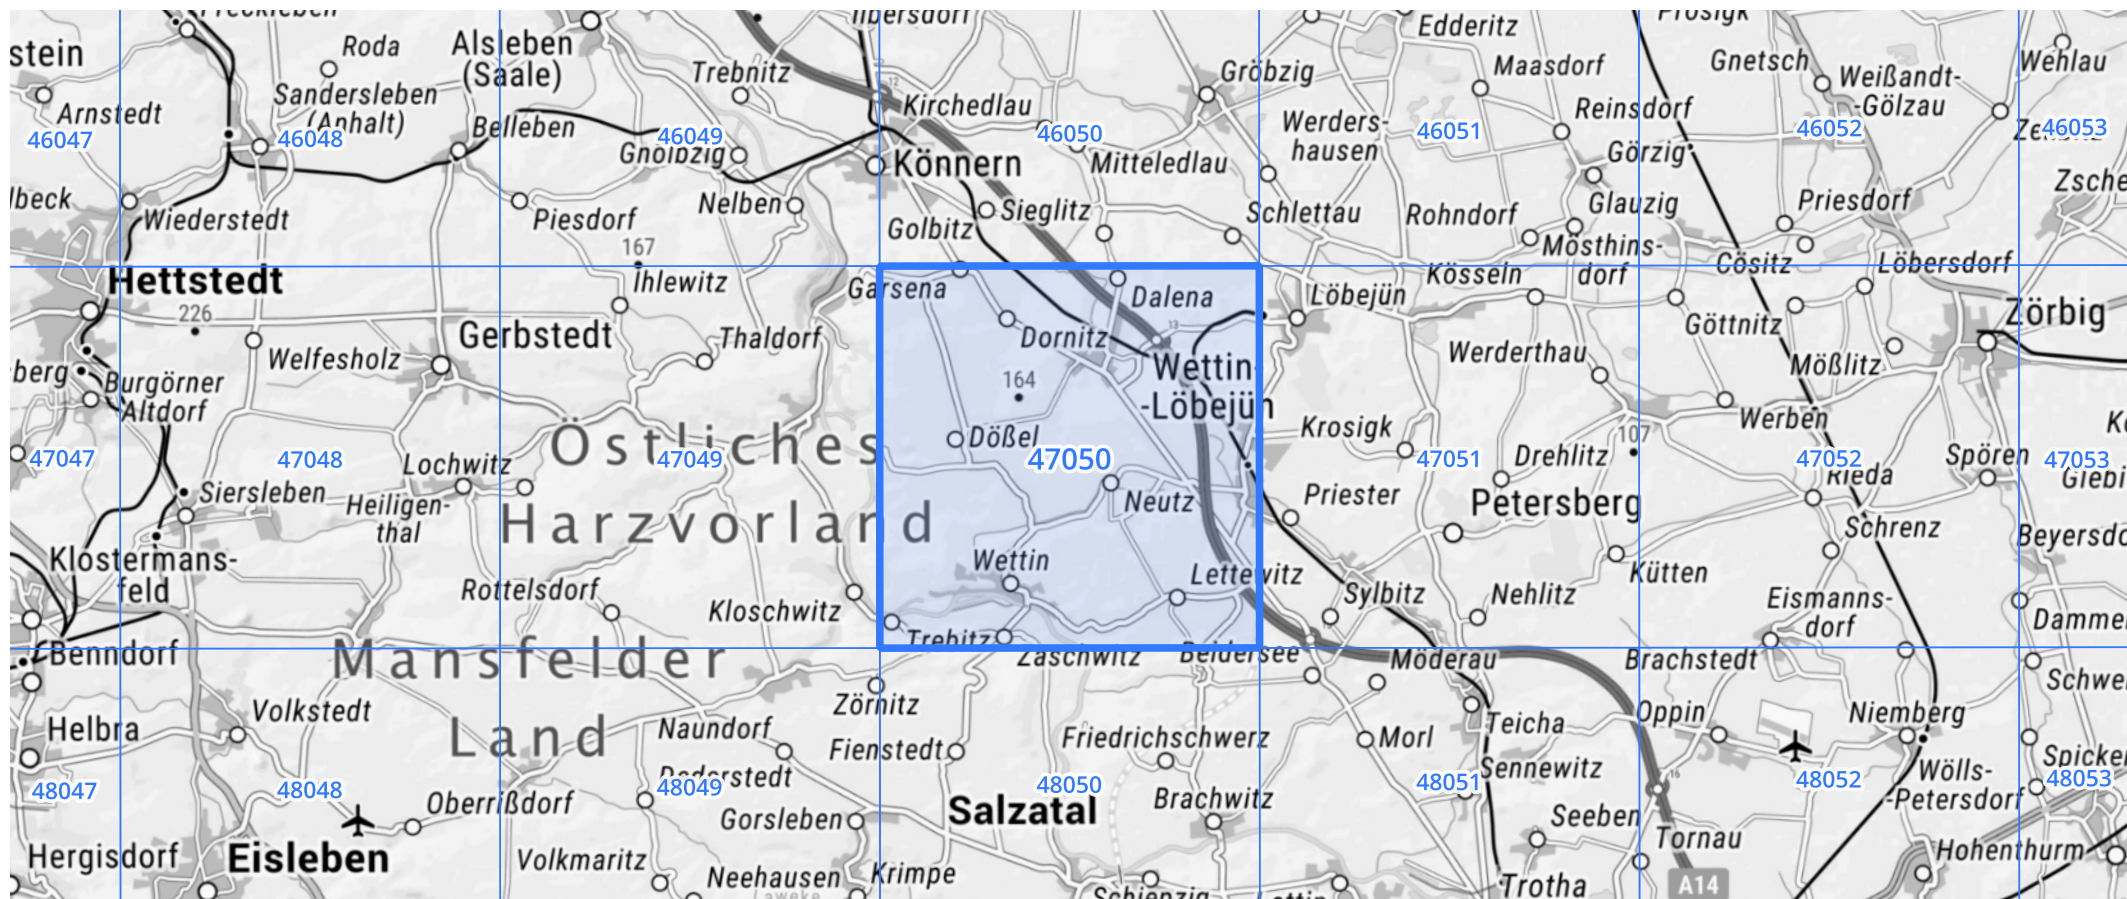 stein
Roda
Alsleben
(Saale)
Trebnitz
12
Gröbzig
Edderitz
Maasdorf
Gnetsch
Weißandt-
-Gölzau
Wehlau
Arnstedt
Sandersleben
(Anhalt)
Belleben
Kirchedlau
Werders-
hausen
Reinsdorf
46047
46048
46049
46050
46051
46052
46053
Gnölbzig
Könnern
Mitteledlau
Görzig
lbeck
Wiederstedt
Piesdorf
Nelben
Sieglitz
Golbitz
Schlettau
Rohndorf
Glauzig
Priesdorf
Zsche
167
Mösthins-
dorf
Cösitz
Löbersdorf
Hettstedt
Ihlewitz
Garsena
Dalena
Löbejün
Kösseln
226
Gerbstedt
Thaldorf
Dornitz
13
Göttnitz
Zörbig
Welfesholz
Werderthau
Mößlitz
berg
Burgörner
Altdorf
164
Wettin-
-Löbejün
Werben
Östliches
Dößel
Krosigk
107
47047
47048
47049
47050
47051
47052
47053
Lochwitz
Drehlitz
Spören
Siersleben
Heiligen-
thal
Harzvorland
Neutz
Priester
Petersberg
Rieda
Schrenz
Klostermans-
feld
Rottelsdorf
Kloschwitz
Wettin
Lettewitz
Sylbitz
Nehlitz
Kütten
Eismanns-
dorf
Trebitz
Benndorf
Mansfelder
Zaschwitz
Beidersee
Möderau
Brachstedt
Volkstedt
Helbra
Land
Naundorf
Zörnitz
Fienstedt
Friedrichschwerz
Morl
Teicha
Oppin
Niemberg
48047
48048
48049
48050
48051
48052
48053
Oberrißdorf
Gorsleben
Salzatal
Brachwitz
Sennewitz
16
Wölls-
-Petersdorf
Seeben
Tornau
Hergisdorf
Eisleben
Volkmaritz
Neehausen
Krimpe
Trotha
A14
Hohenthurm